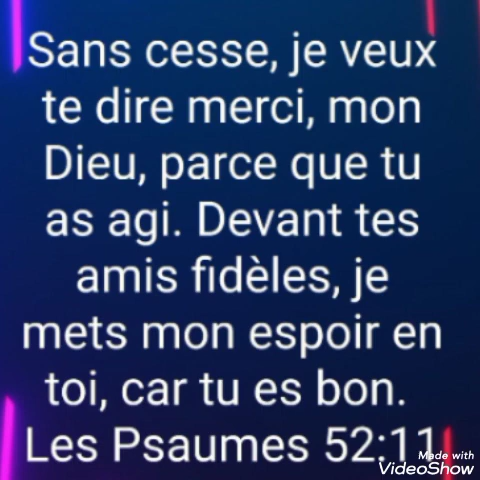 Sans cesse, je veux
te dire merci, mon
Dieu, parce que tu
as agi. Devant tes
amis fidèles, je
mets mon espoir en
toi, car tu es bon.
Les Psaumes 52:11
Made with
VideoShow